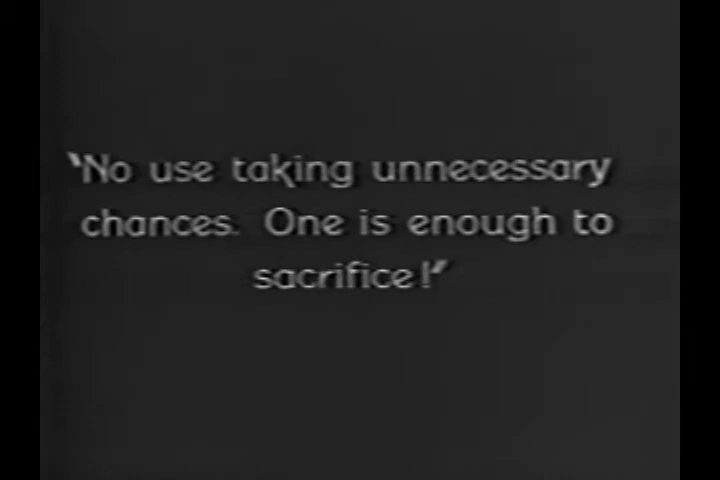 "No use taking unnecessary
chances. One is enough to
sacrifice!"